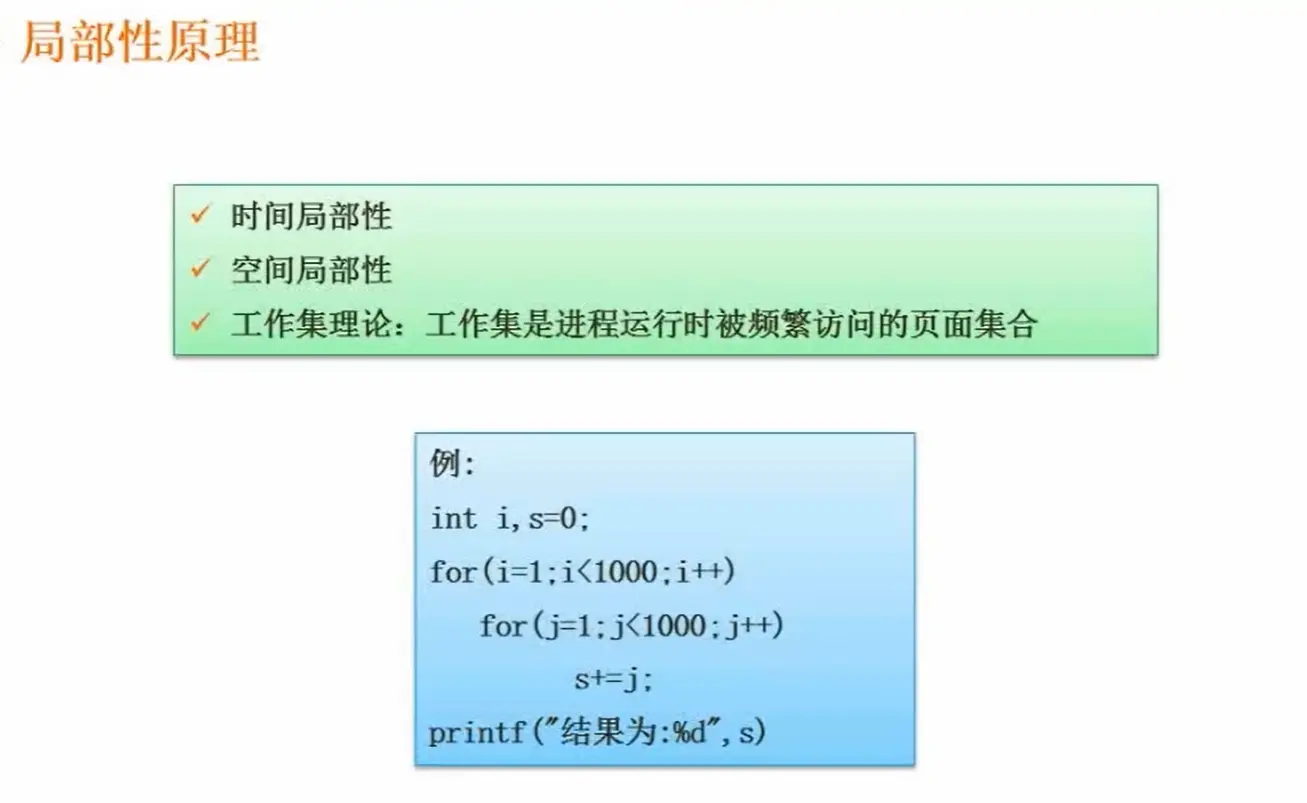 局部性原理
✓ 时间局部性
✓ 空间局部性
✓ 工作集理论：工作集是进程运行时被频繁访问的页面集合
例：
int i,s=0;
for(i=1;i<1000;i++)
for(j=1;j<1000;j++)
s+=j;
printf("结果为:%d",s)